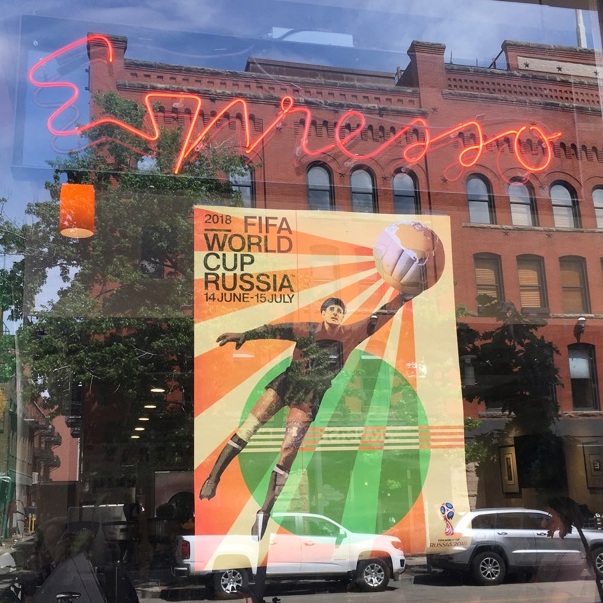 Espresso
2018 FIFA
WORLD
CUP
RUSSIA
14 JUNE-15 JULY